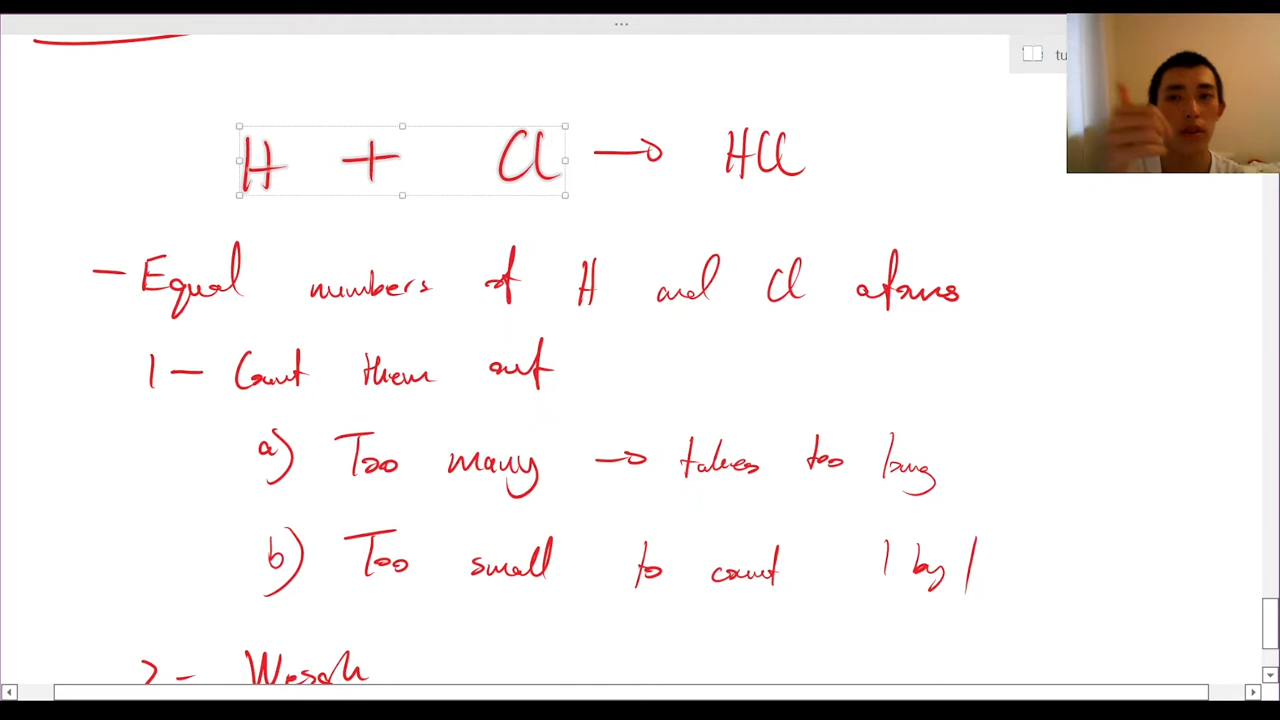 tu
H + Cl → HCl
- Equal numbers of H and Cl atoms
1 - Count them out
a) Too many → takes too long
b) Too small to count 1 by 1
2 - Weigh